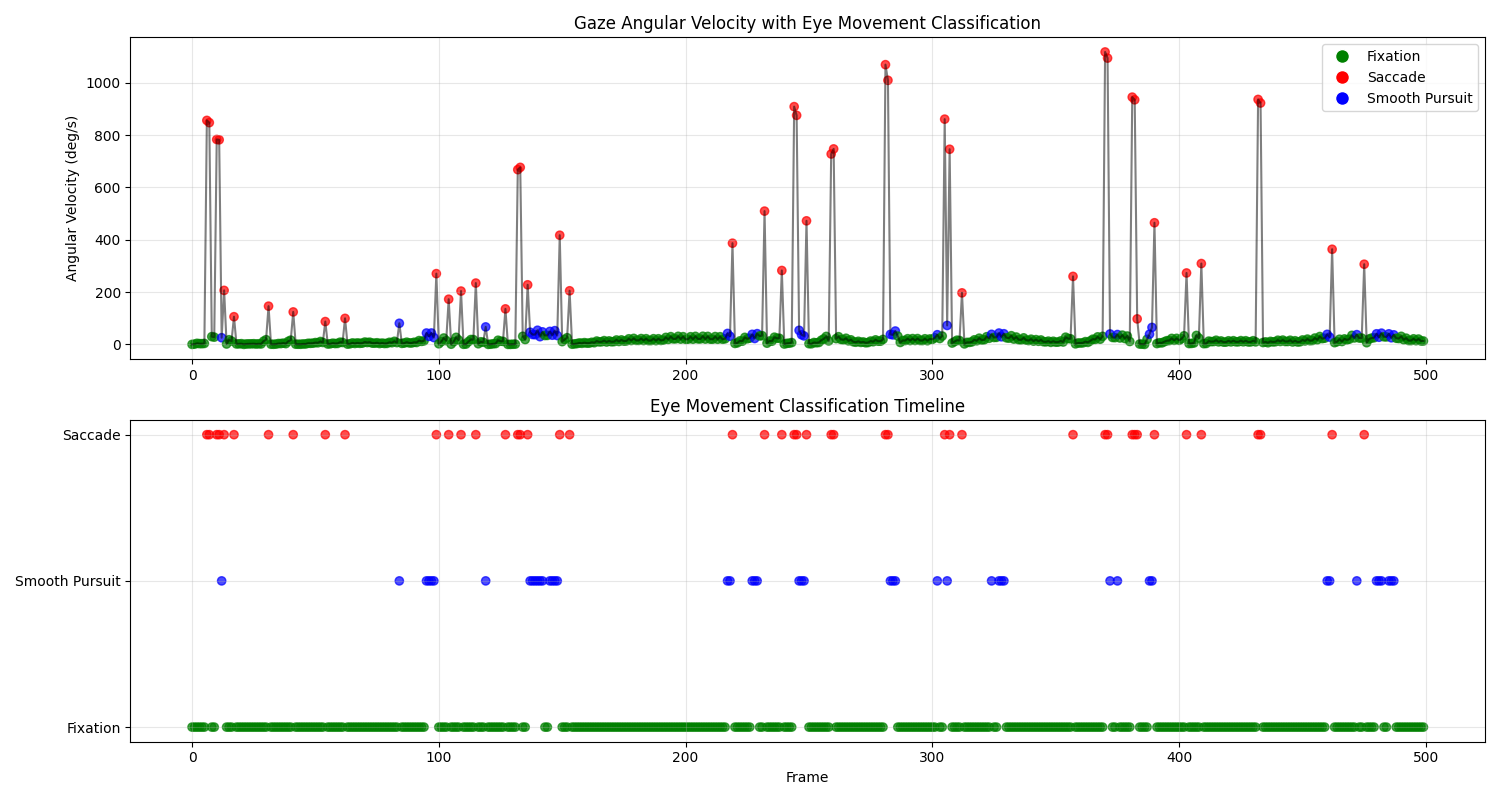 Gaze Angular Velocity with Eye Movement Classification
Angular Velocity (deg/s)
1000
800
600
400
200
0
Fixation
Saccade
Smooth Pursuit
0 100 200 300 400 500
Eye Movement Classification Timeline
Saccade
Smooth Pursuit
Fixation
0 100 200 300 400 500
Frame